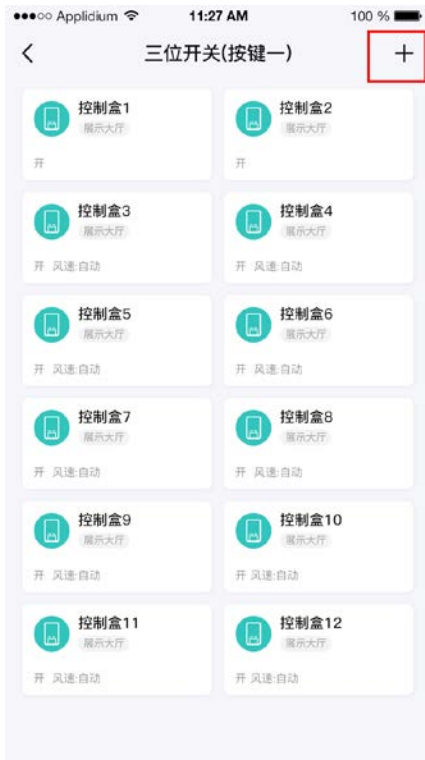 Applidium 11:27 AM 100 %
三位开关(按键一)
控制盒1 控制盒2
展示大厅 展示大厅
开 开
控制盒3 控制盒4
展示大厅 展示大厅
开 风速:自动 开 风速:自动
控制盒5 控制盒6
展示大厅 展示大厅
开 风速:自动 开 风速:自动
控制盒7 控制盒8
展示大厅 展示大厅
开 风速:自动 开 风速:自动
控制盒9 控制盒10
展示大厅 展示大厅
开 风速:自动 开 风速:自动
控制盒11 控制盒12
展示大厅 展示大厅
开 风速:自动 开 风速:自动